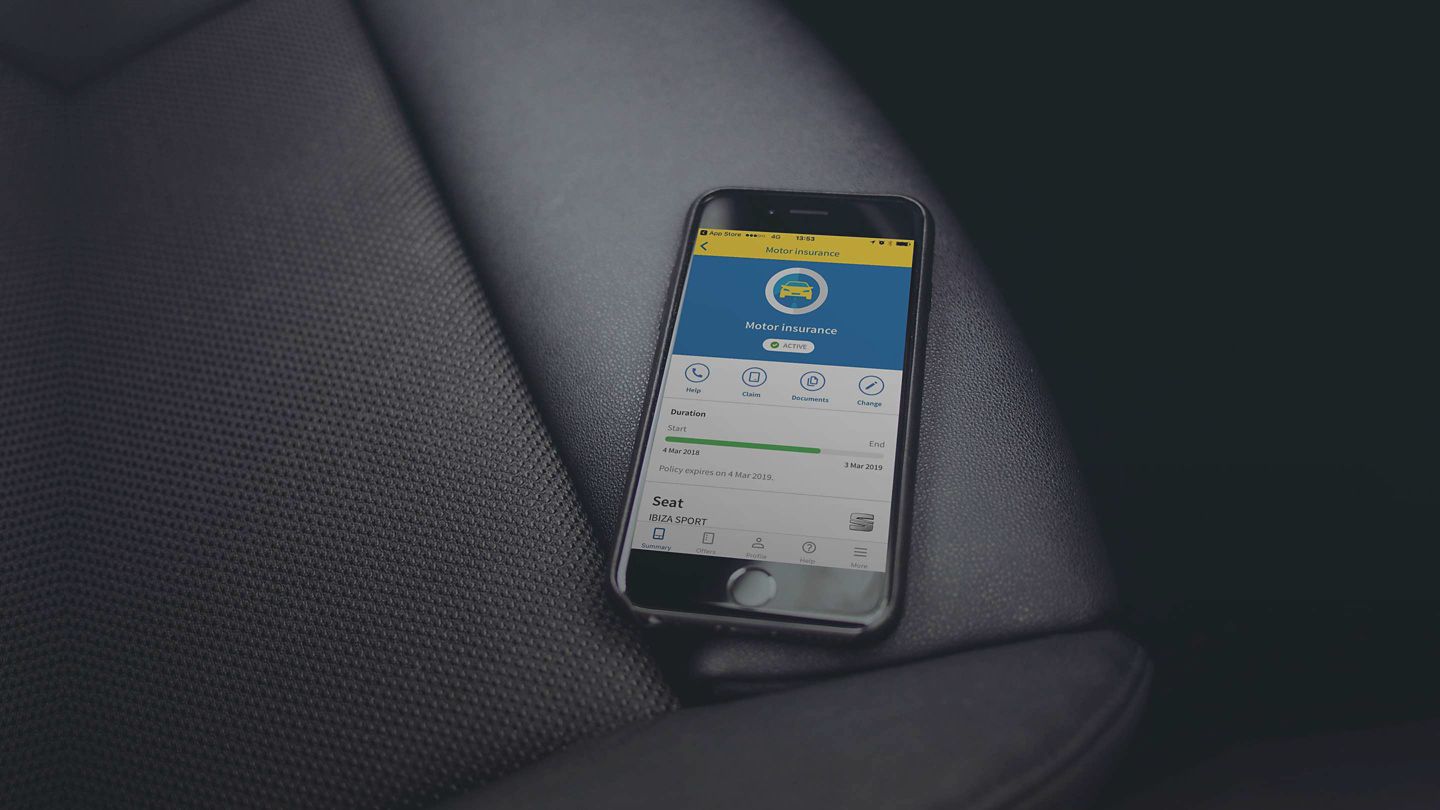 App Store 4G 13:53
Motor insurance
Motor insurance
ACTIVE
Help Claim Documents Change
Duration
Start End
4 Mar 2018 3 Mar 2019
Policy expires on 4 Mar 2019.
Seat
IBIZA SPORT
Summary Offers Profile Help More